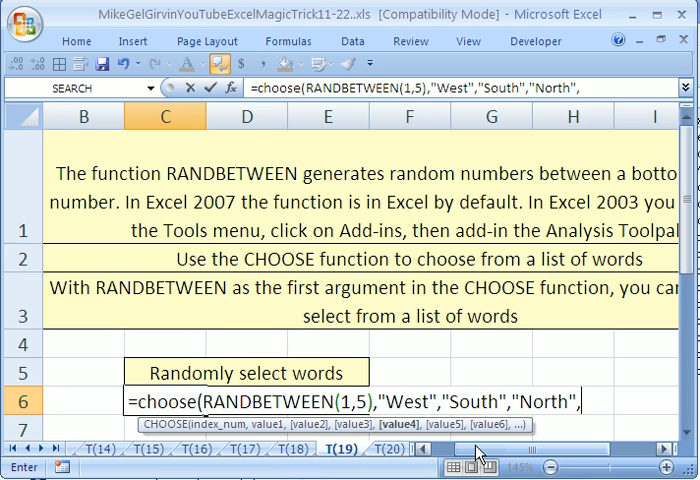 MikeGelGirvinYouTubeExcelMagicTrick11-22..xls [Compatibility Mode] - Microsoft Excel
Home Insert Page Layout Formulas Data Review View Developer
SEARCH =choose(RANDBETWEEN(1,5),"West","South","North",
B C D E F G H I
The function RANDBETWEEN generates random numbers between a botto
number. In Excel 2007 the function is in Excel by default. In Excel 2003 you
1 the Tools menu, click on Add-ins, then add-in the Analysis Toolpal
2 Use the CHOOSE function to choose from a list of words
With RANDBETWEEN as the first argument in the CHOOSE function, you can
3 select from a list of words
4
5 Randomly select words
6 =choose(RANDBETWEEN(1,5),"West","South","North",
7 CHOOSE(index_num, value1, [value2], [value3], [value4], [value5], [value6], ...)
T(14) T(15) T(16) T(17) T(18) T(19) T(20)
Enter 145%